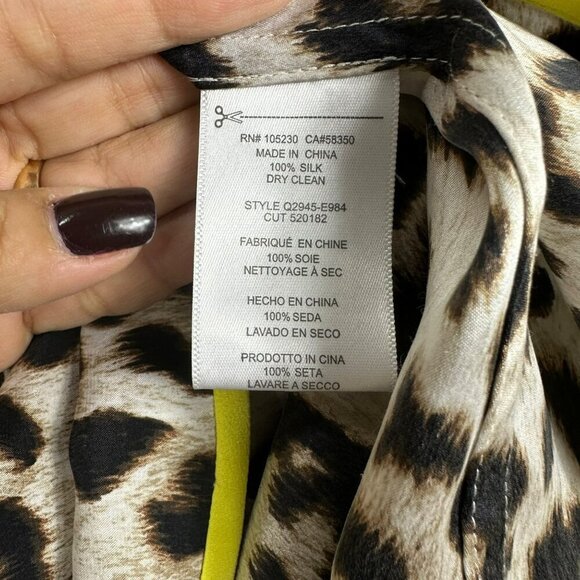 RN# 105230 CA#58350
MADE IN CHINA
100% SILK
DRY CLEAN
STYLE Q2945-E984
CUT 520182
FABRIQUÉ EN CHINE
100% SOIE
NETTOYAGE À SEC
HECHO EN CHINA
100% SEDA
LAVADO EN SECO
PRODOTTO IN CINA
100% SETA
LAVARE A SECCO